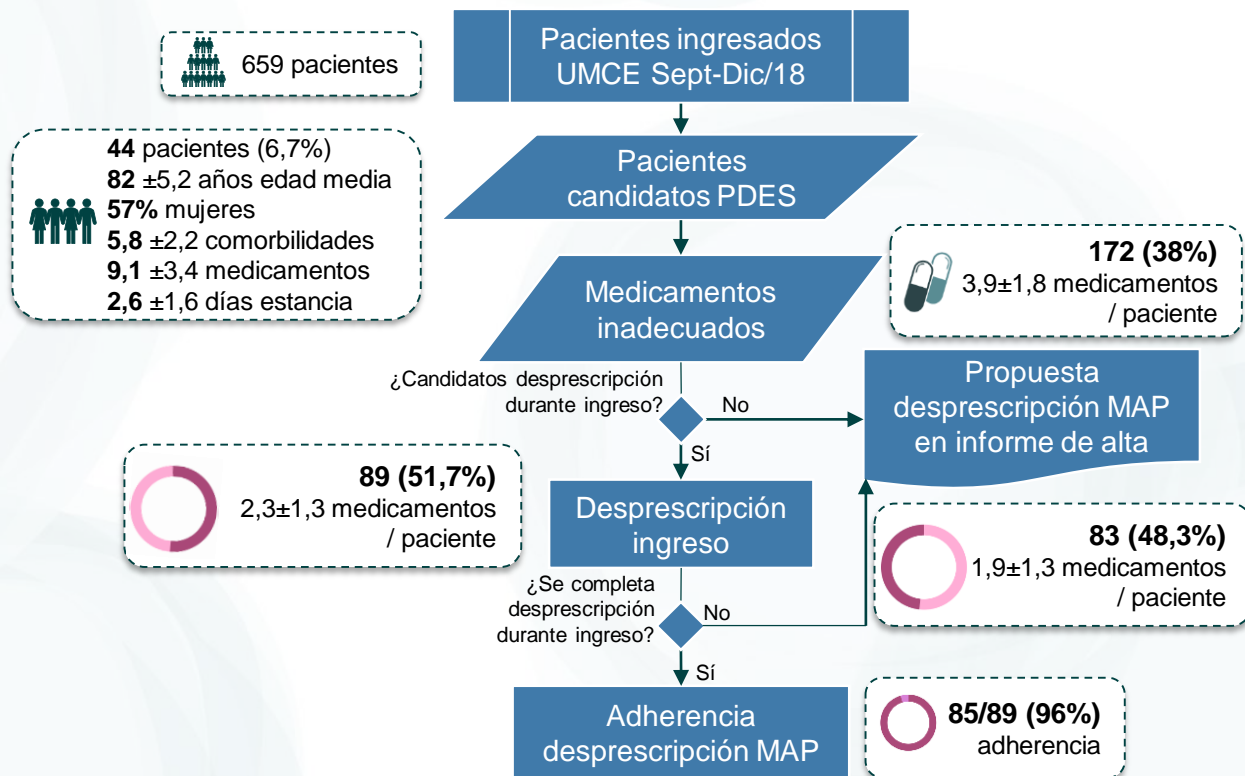 Pacientes ingresados
UMCE Sept-Dic/18
659 pacientes
Pacientes
candidatos PDES
44 pacientes (6,7%)
82 ±5,2 años edad media
57% mujeres
5,8 ±2,2 comorbilidades
9,1 ±3,4 medicamentos
2,6 ±1,6 días estancia
Medicamentos
inadecuados
172 (38%)
3,9±1,8 medicamentos
/ paciente
¿Candidatos desprescripción
durante ingreso?
No
Sí
Propuesta
desprescripción MAP
en informe de alta
89 (51,7%)
2,3±1,3 medicamentos
/ paciente
Desprescripción
ingreso
83 (48,3%)
1,9±1,3 medicamentos
/ paciente
¿Se completa
desprescripción
durante ingreso?
No
Sí
Adherencia
desprescripción MAP
85/89 (96%)
adherencia